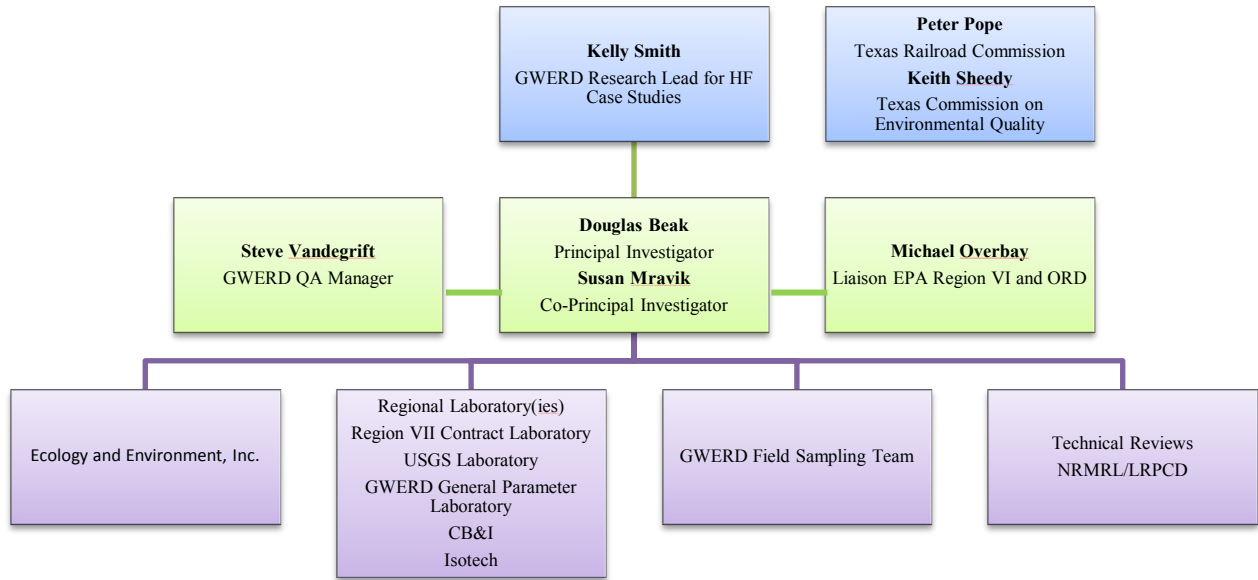 Kelly Smith
GWERD Research Lead for HF
Case Studies
Peter Pope
Texas Railroad Commission
Keith Sheedy
Texas Commission on
Environmental Quality
Steve Vandegrift
GWERD QA Manager
Douglas Beak
Principal Investigator
Susan Mravik
Co-Principal Investigator
Michael Overbay
Liaison EPA Region VI and ORD
Ecology and Environment, Inc.
Regional Laboratory(ies)
Region VII Contract Laboratory
USGS Laboratory
GWERD General Parameter
Laboratory
CB&I
Isotech
GWERD Field Sampling Team
Technical Reviews
NRMRL/LRPCD